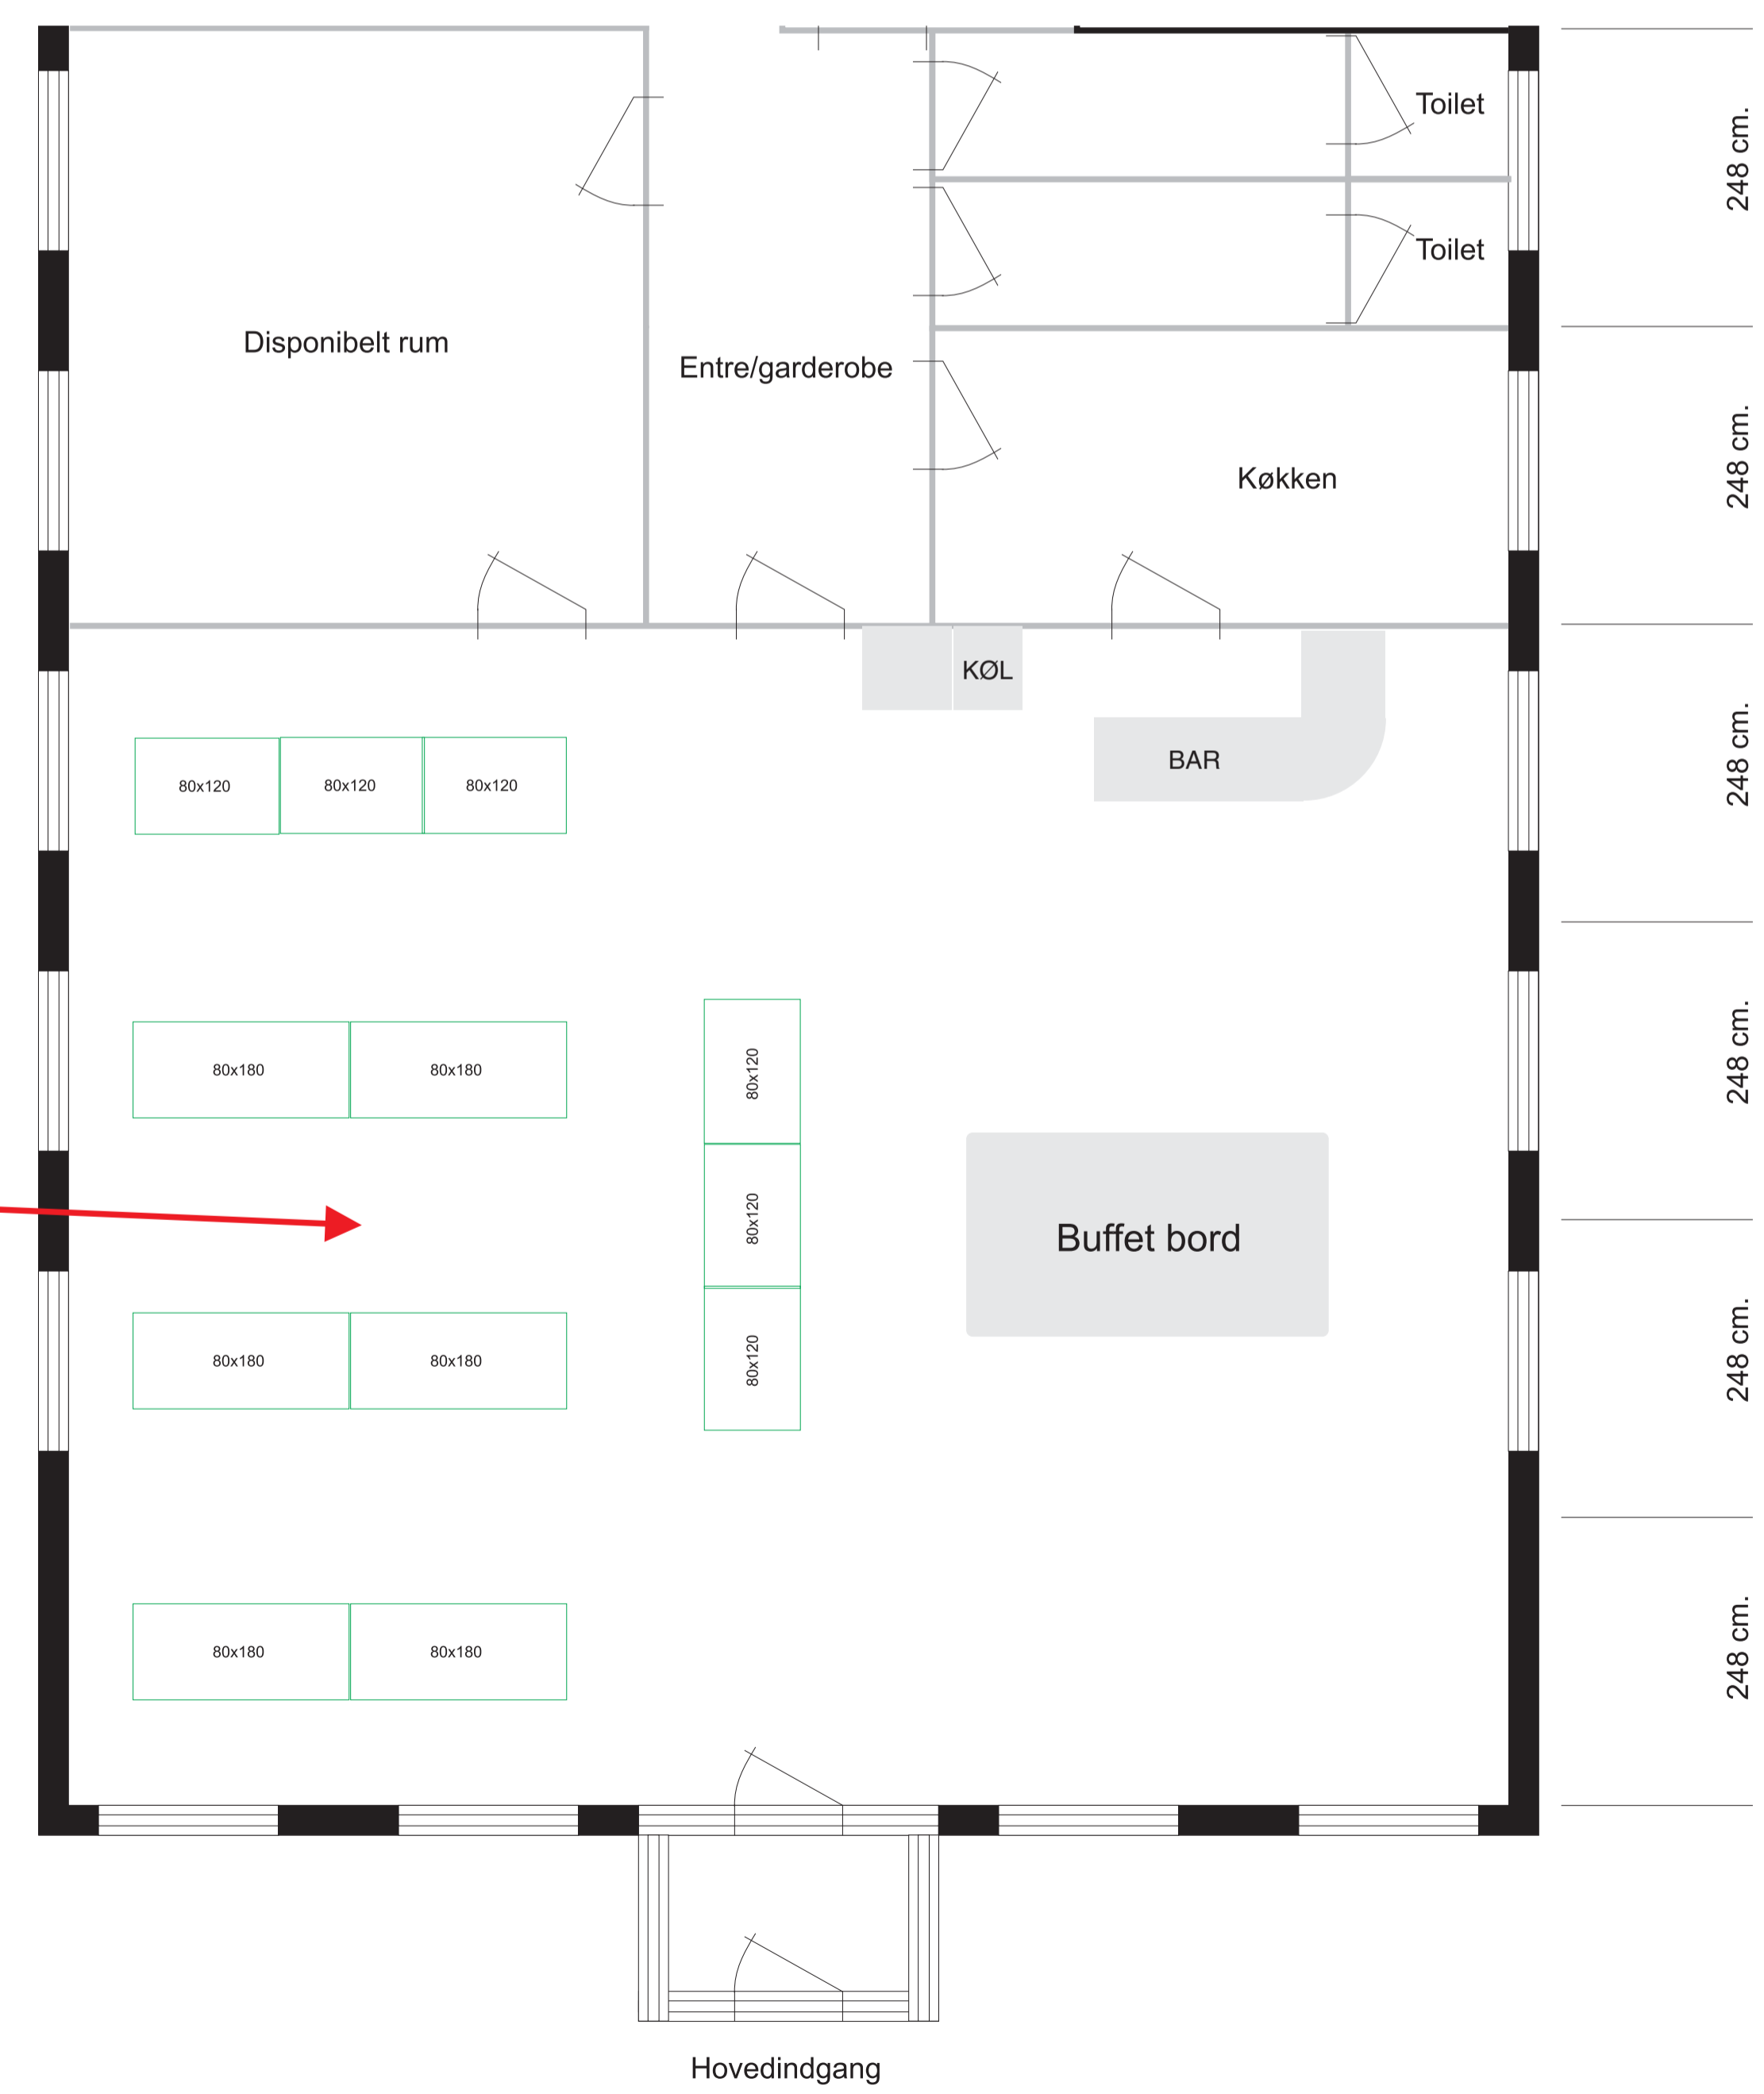 Toilet
248 cm.
Toilet
Disponibelt rum
Entre/garderobe
Køkken
248 cm.
KØL
BAR
248 cm.
80x120
80x120
80x120
80x180
80x180
80x120
248 cm.
80x120
Buffet bord
80x180
80x180
80x120
248 cm.
80x180
80x180
248 cm.
Hovedindgang